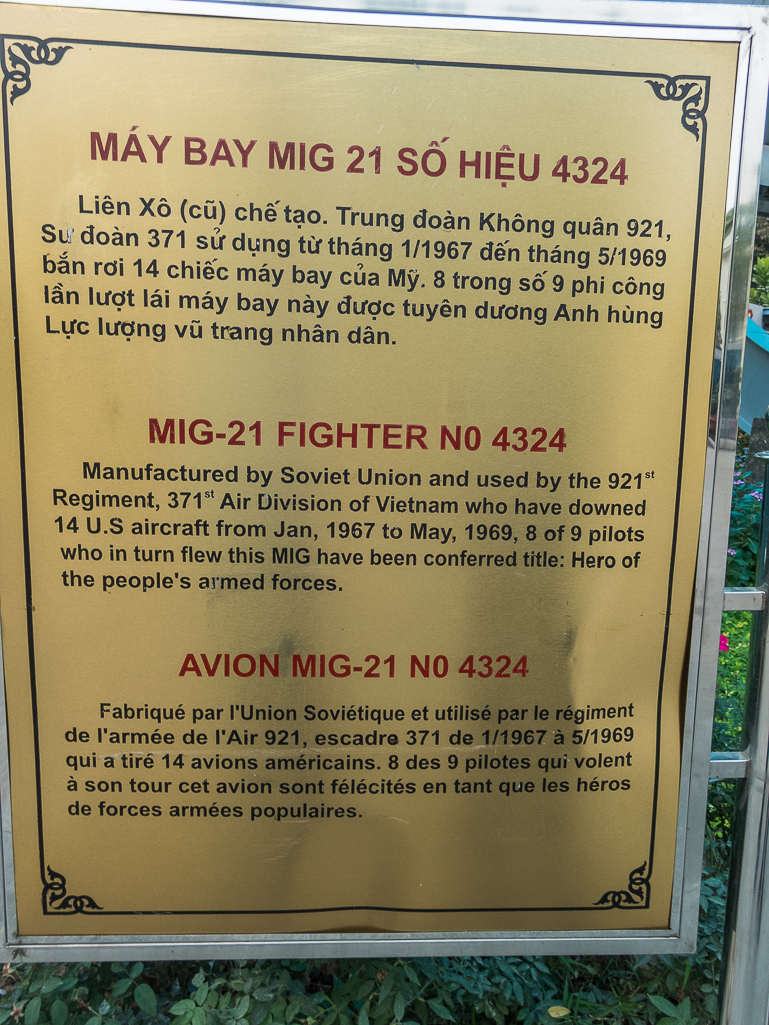 MÁY BAY MIG 21 SỐ HIỆU 4324
Liên Xô (cũ) chế tạo. Trung đoàn Không quân 921,
Sư đoàn 371 sử dụng từ tháng 1/1967 đến tháng 5/1969
bắn rơi 14 chiếc máy bay của Mỹ. 8 trong số 9 phi công
lần lượt lái máy bay này được tuyên dương Anh hùng
Lực lượng vũ trang nhân dân.
MIG-21 FIGHTER N0 4324
Manufactured by Soviet Union and used by the 921st
Regiment, 371st Air Division of Vietnam who have downed
14 U.S aircraft from Jan, 1967 to May, 1969, 8 of 9 pilots
who in turn flew this MIG have been conferred title: Hero of
the people's armed forces.
AVION MIG-21 N0 4324
Fabriqué par l'Union Soviétique et utilisé par le régiment
de l'armée de l'Air 921, escadre 371 de 1/1967 à 5/1969
qui a tiré 14 avions américains. 8 des 9 pilotes qui volent
à son tour cet avion sont félécités en tant que les héros
de forces armées populaires.